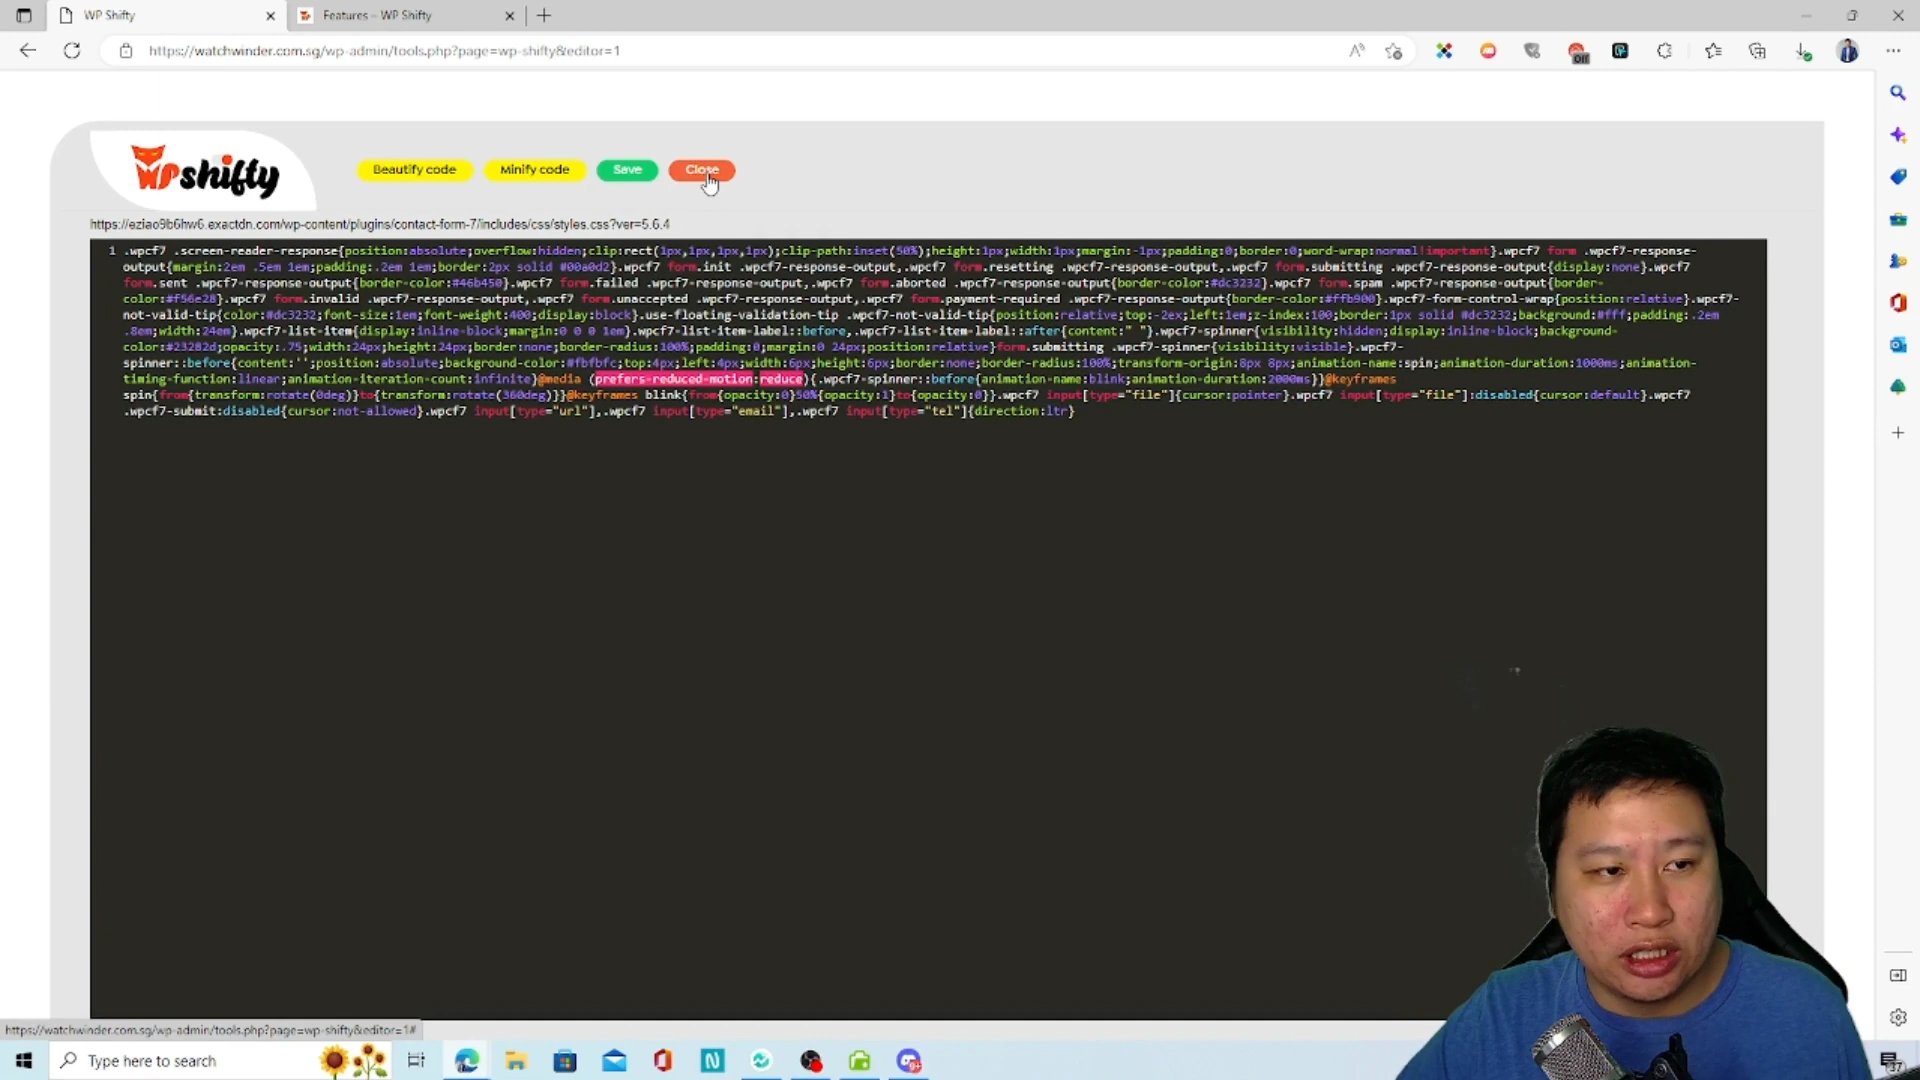 WP Shifty
Features – WP Shifty
https://watchwinder.com.sg/wp-admin/tools.php?page=wp-shifty&editor=1
off
WPshifty
Beautify code
Minify code
Save
Close
https://eziao9b6hw6.exactdn.com/wp-content/plugins/contact-form-7/includes/css/styles.css?ver=5.6.4
1 .wpcf7 .screen-reader-response{position:absolute;overflow:hidden;clip:rect(1px,1px,1px,1px);clip-path:inset(50%);height:1px;width:1px;margin:-1px;padding:0;border:0;word-wrap:normal!important}.wpcf7 form .wpcf7-response-
output{margin:2em .5em 1em;padding:.2em 1em;border:2px solid #00a0d2}.wpcf7 form.init .wpcf7-response-output,.wpcf7 form.resetting .wpcf7-response-output,.wpcf7 form.submitting .wpcf7-response-output{display:none}.wpcf7
form.sent .wpcf7-response-output{border-color:#46b450}.wpcf7 form.failed .wpcf7-response-output,.wpcf7 form.aborted .wpcf7-response-output{border-color:#dc3232}.wpcf7 form.spam .wpcf7-response-output{border-
color:#f56e28}.wpcf7 form.invalid .wpcf7-response-output,.wpcf7 form.unaccepted .wpcf7-response-output,.wpcf7 form.payment-required .wpcf7-response-output{border-color:#ffb900}.wpcf7-form-control-wrap{position:relative}.wpcf7-
not-valid-tip{color:#dc3232;font-size:1em;font-weight:400;display:block}.use-floating-validation-tip .wpcf7-not-valid-tip{position:relative;top:-2ex;left:1em;z-index:100;border:1px solid #dc3232;background:#fff;padding:.2em
.8em;width:24em}.wpcf7-list-item{display:inline-block;margin:0 0 0 1em}.wpcf7-list-item-label::before,.wpcf7-list-item-label::after{content:" "}.wpcf7-spinner{visibility:hidden;display:inline-block;background-
color:#23282d;opacity:.75;width:24px;height:24px;border:none;border-radius:100%;padding:0;margin:0 24px;position:relative}form.submitting .wpcf7-spinner{visibility:visible}.wpcf7-
spinner::before{content:'';position:absolute;background-color:#fbfbfc;top:4px;left:4px;width:6px;height:6px;border:none;border-radius:100%;transform-origin:8px 8px;animation-name:spin;animation-duration:1000ms;animation-
timing-function:linear;animation-iteration-count:infinite}@media (prefers-reduced-motion:reduce){.wpcf7-spinner::before{animation-name:blink;animation-duration:2000ms}}@keyframes
spin{from{transform:rotate(0deg)}to{transform:rotate(360deg)}}@keyframes blink{from{opacity:0}50%{opacity:1}to{opacity:0}}.wpcf7 input[type="file"]{cursor:pointer}.wpcf7 input[type="file"]:disabled{cursor:default}.wpcf7
.wpcf7-submit:disabled{cursor:not-allowed}.wpcf7 input[type="url"],.wpcf7 input[type="email"],.wpcf7 input[type="tel"]{direction:ltr}
https://watchwinder.com.sg/wp-admin/tools.php?page=wp-shifty&editor=1#
Type here to search
37